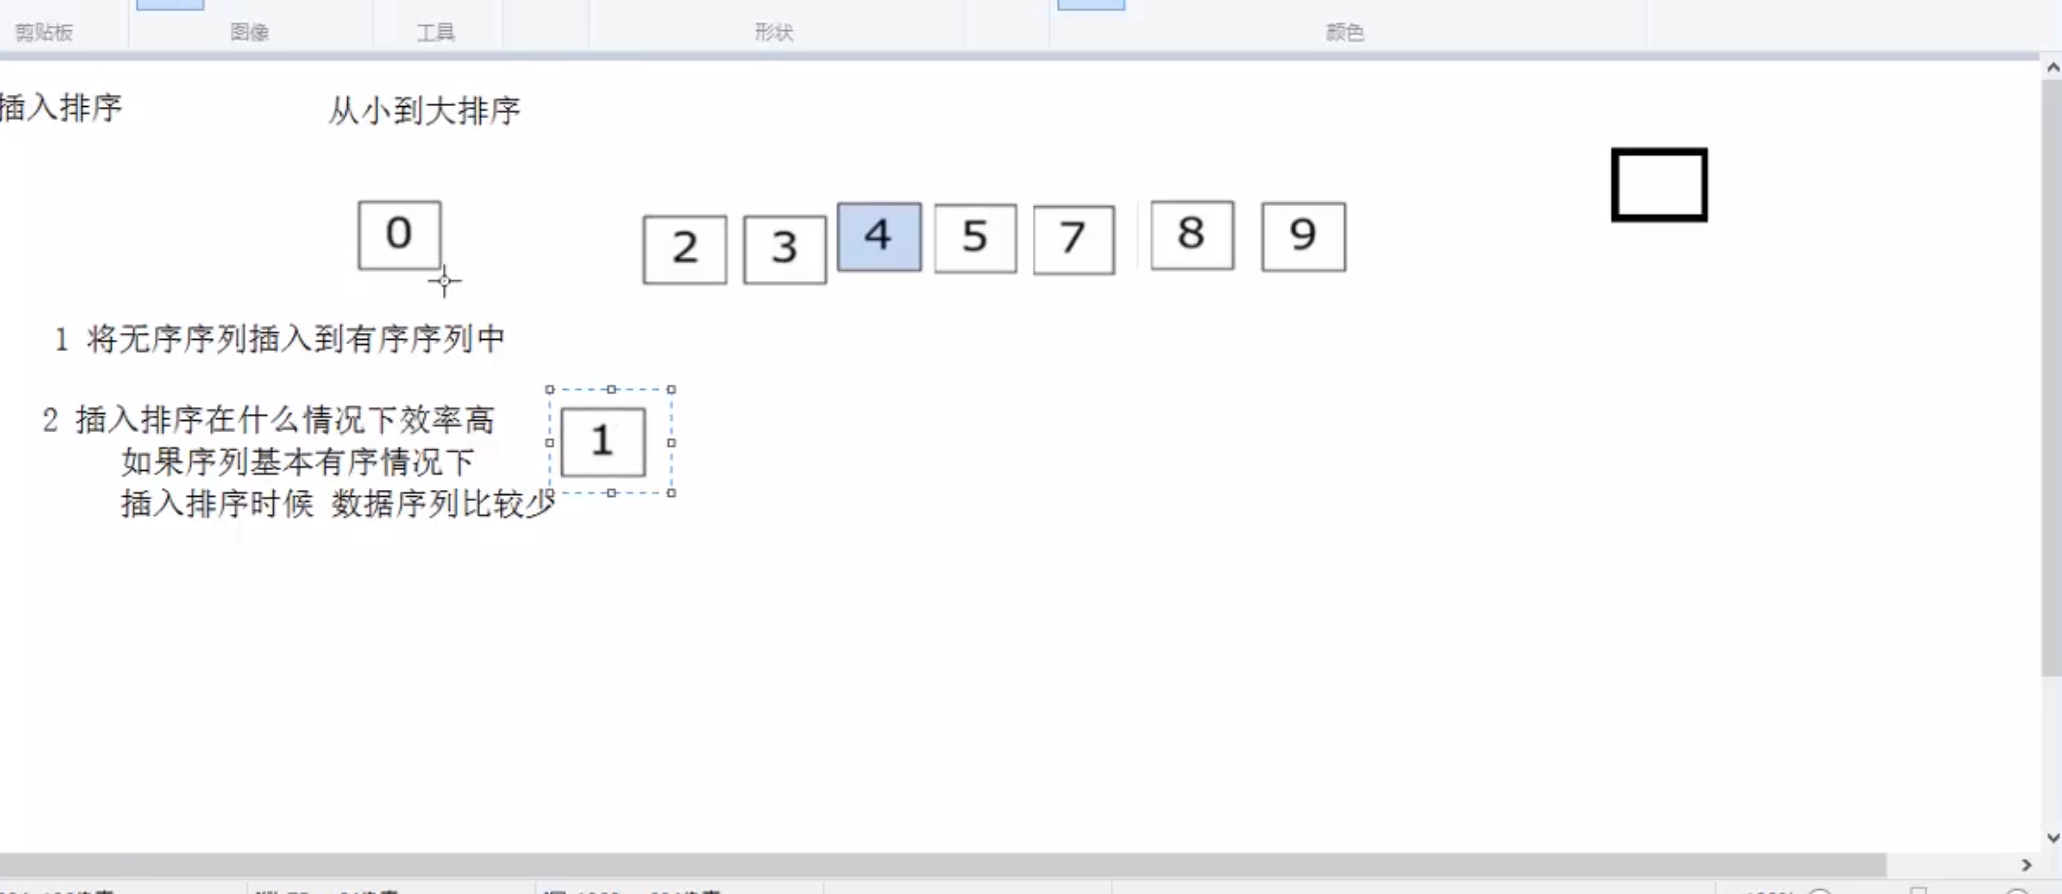 剪贴板 图像 工具 形状 颜色
插入排序 从小到大排序
0 2 3 4 5 7 8 9
1 将无序序列插入到有序序列中
2 插入排序在什么情况下效率高
1
如果序列基本有序情况下
插入排序时候 数据序列比较少